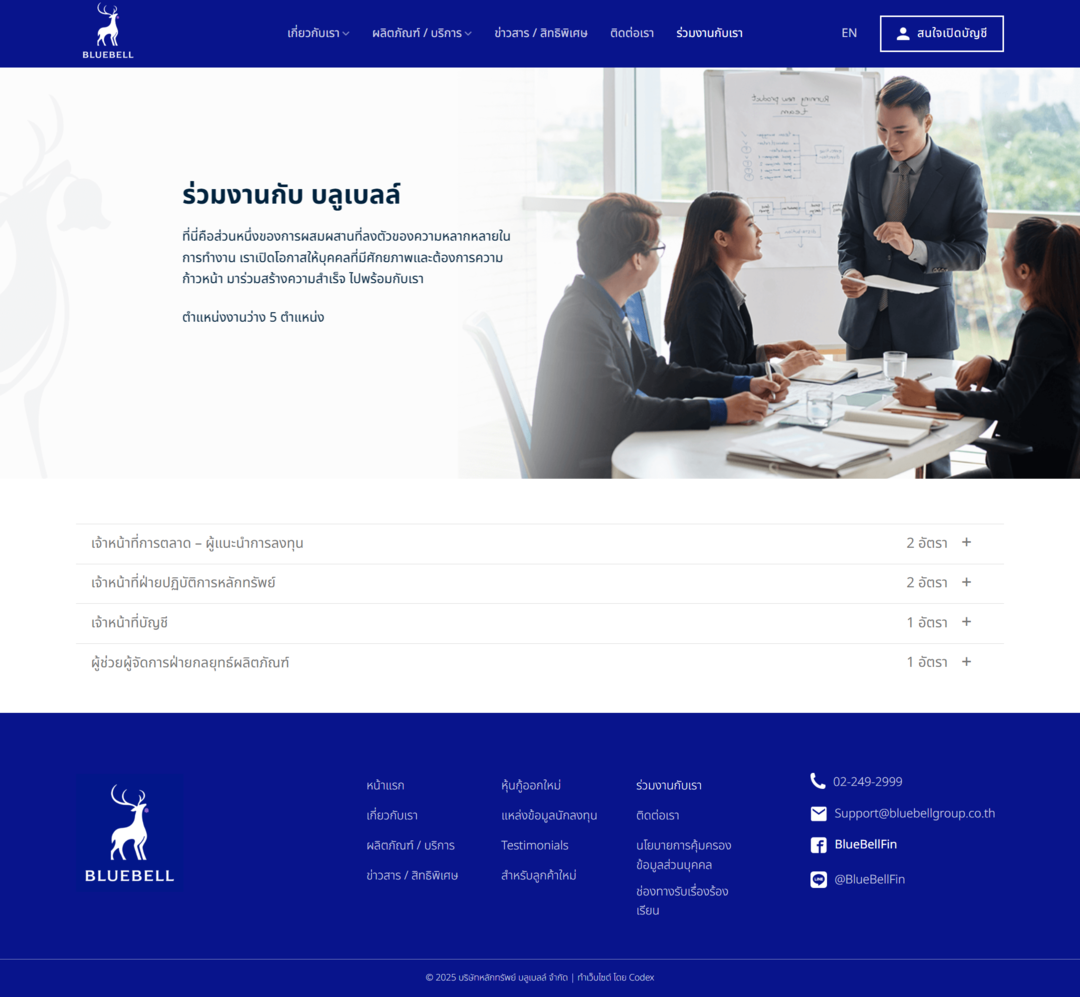 BLUEBELL
เกี่ยวกับเรา
ผลิตภัณฑ์ / บริการ
ข่าวสาร / สิทธิพิเศษ
ติดต่อเรา
ร่วมงานกับเรา
EN
สนใจเปิดบัญชี
ร่วมงานกับ บลูเบลล์
ที่นี่คือส่วนหนึ่งของการผสมผสานที่ลงตัวของความหลากหลายใน
การทำงาน เราเปิดโอกาสให้บุคคลที่มีศักยภาพและต้องการความ
ก้าวหน้า มาร่วมสร้างความสำเร็จ ไปพร้อมกับเรา
ตำแหน่งงานว่าง 5 ตำแหน่ง
เจ้าหน้าที่การตลาด – ผู้แนะนำการลงทุน 2 อัตรา +
เจ้าหน้าที่ฝ่ายปฏิบัติการหลักทรัพย์ 2 อัตรา +
เจ้าหน้าที่บัญชี 1 อัตรา +
ผู้ช่วยผู้จัดการฝ่ายกลยุทธ์ผลิตภัณฑ์ 1 อัตรา +
BLUEBELL
หน้าแรก
เกี่ยวกับเรา
ผลิตภัณฑ์ / บริการ
ข่าวสาร / สิทธิพิเศษ
หุ้นกู้ออกใหม่
แหล่งข้อมูลนักลงทุน
Testimonials
สำหรับลูกค้าใหม่
ร่วมงานกับเรา
ติดต่อเรา
นโยบายการคุ้มครอง
ข้อมูลส่วนบุคคล
ช่องทางรับเรื่องร้อง
เรียน
02-249-2999
Support@bluebellgroup.co.th
BlueBellFin
@BlueBellFin
© 2025 บริษัทหลักทรัพย์ บลูเบลล์ จำกัด | ทำเว็บไซต์ โดย Codex